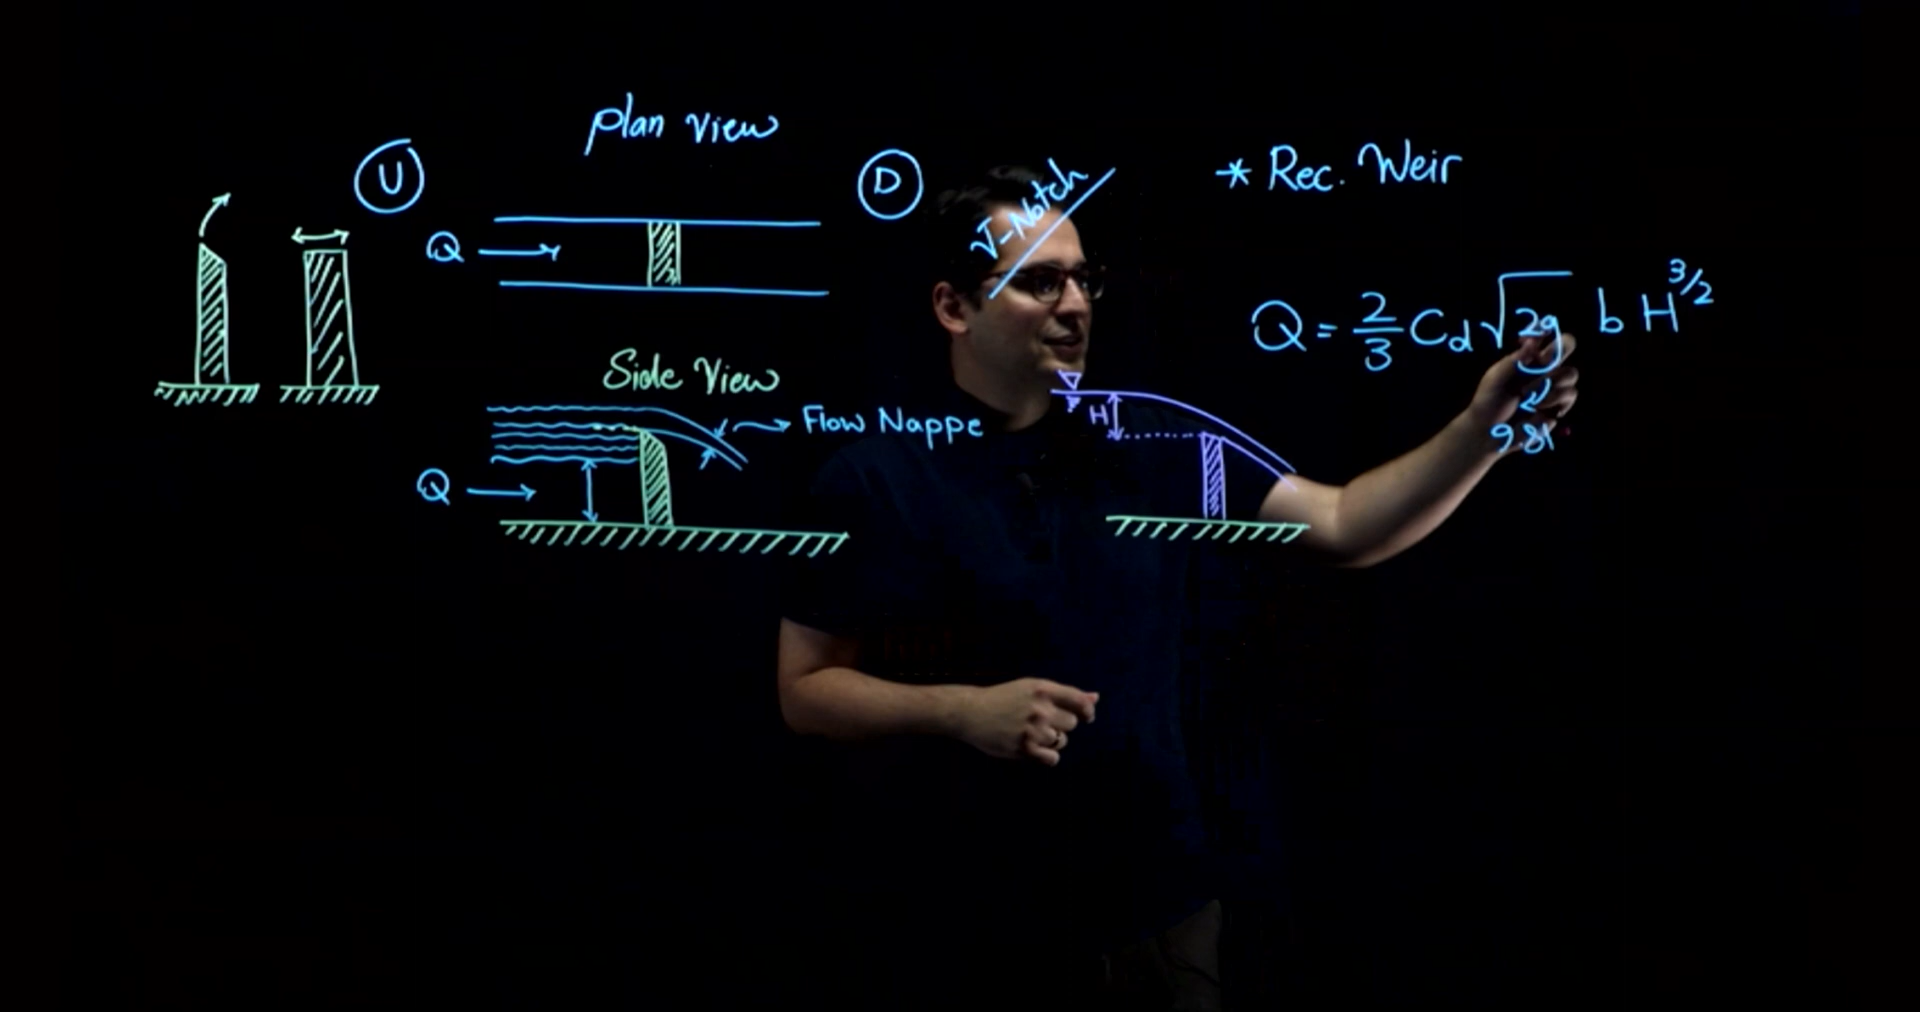 plan view
U
D
V-Notch
* Rec. Weir
Q
Q = 2/3 Cd √2g b H^3/2
9.81
Side View
Flow Nappe
H
Q